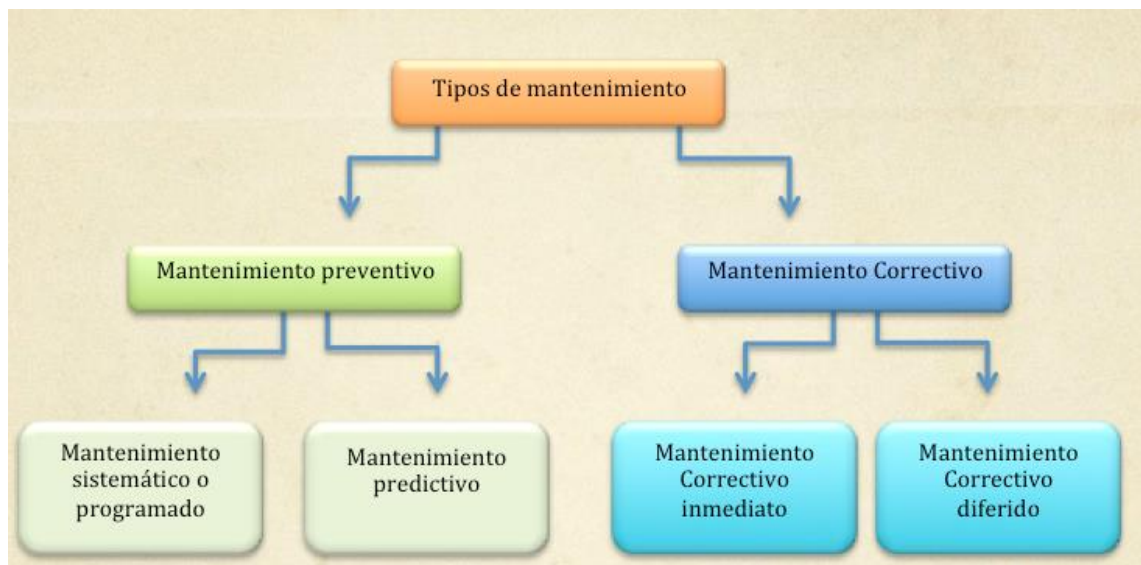 Tipos de mantenimiento
Mantenimiento preventivo
Mantenimiento Correctivo
Mantenimiento
sistemático o
programado
Mantenimiento
predictivo
Mantenimiento
Correctivo
inmediato
Mantenimiento
Correctivo
diferido